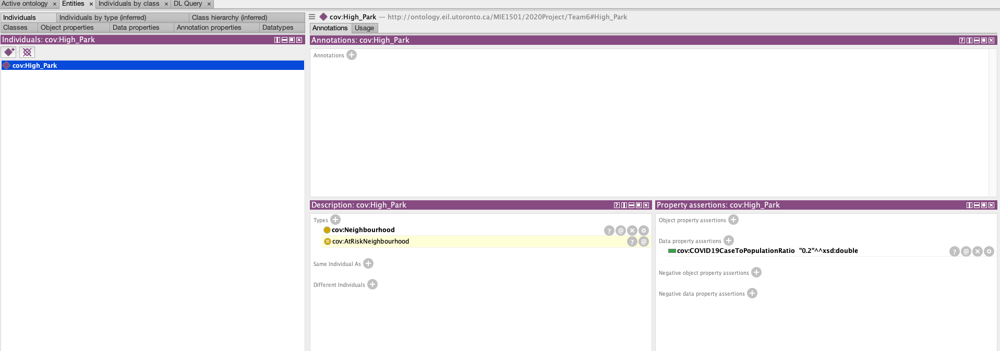 Active ontology × Entities × Individuals by class × DL Query ×
Individuals Individuals by type (inferred) Class hierarchy (inferred)
Classes Object properties Data properties Annotation properties Datatypes
Individuals: cov:High_Park
cov:High_Park
cov:High_Park — http://ontology.eil.utoronto.ca/MIE1501/2020Project/Team6#High_Park
Annotations Usage
Annotations: cov:High_Park
Annotations
Description: cov:High_Park
Types
cov:Neighbourhood
cov:AtRiskNeighbourhood
Same Individual As
Different Individuals
Property assertions: cov:High_Park
Object property assertions
Data property assertions
cov:COVID19CaseToPopulationRatio "0.2"^^xsd:double
Negative object property assertions
Negative data property assertions